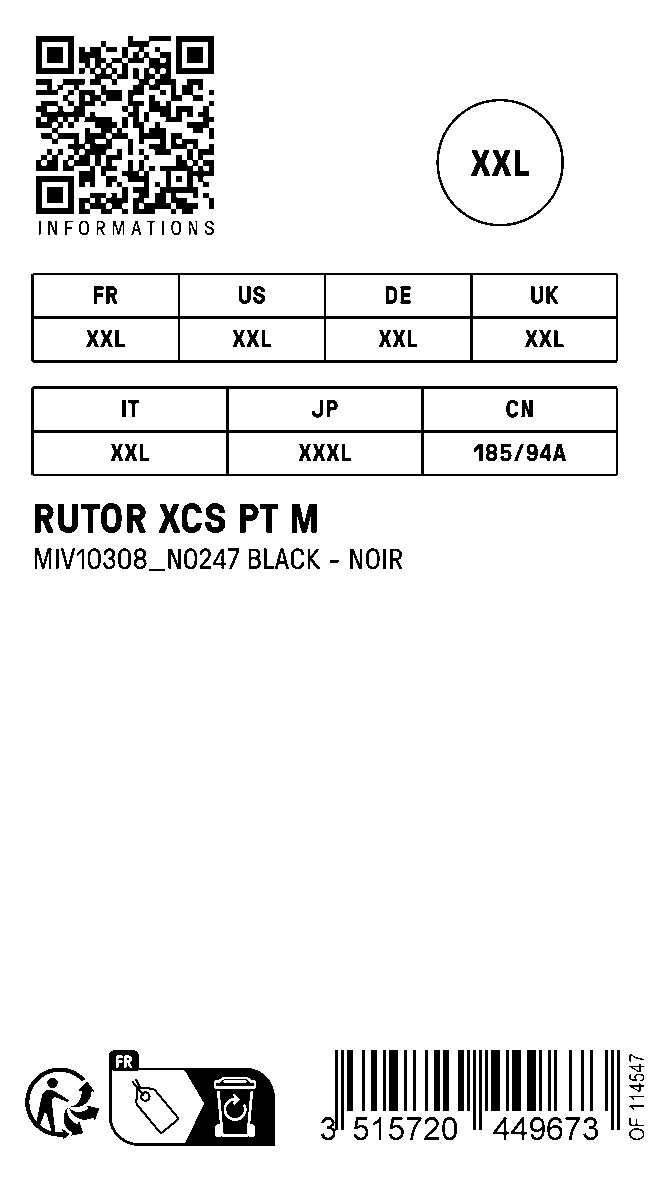 INFORMATIONS
XXL
FR US DE UK
XXL XXL XXL XXL
IT JP CN
XXL XXXL 185/94A
RUTOR XCS PT M
MIV10308_N0247 BLACK - NOIR
FR
3 515720 449673
OF 114547